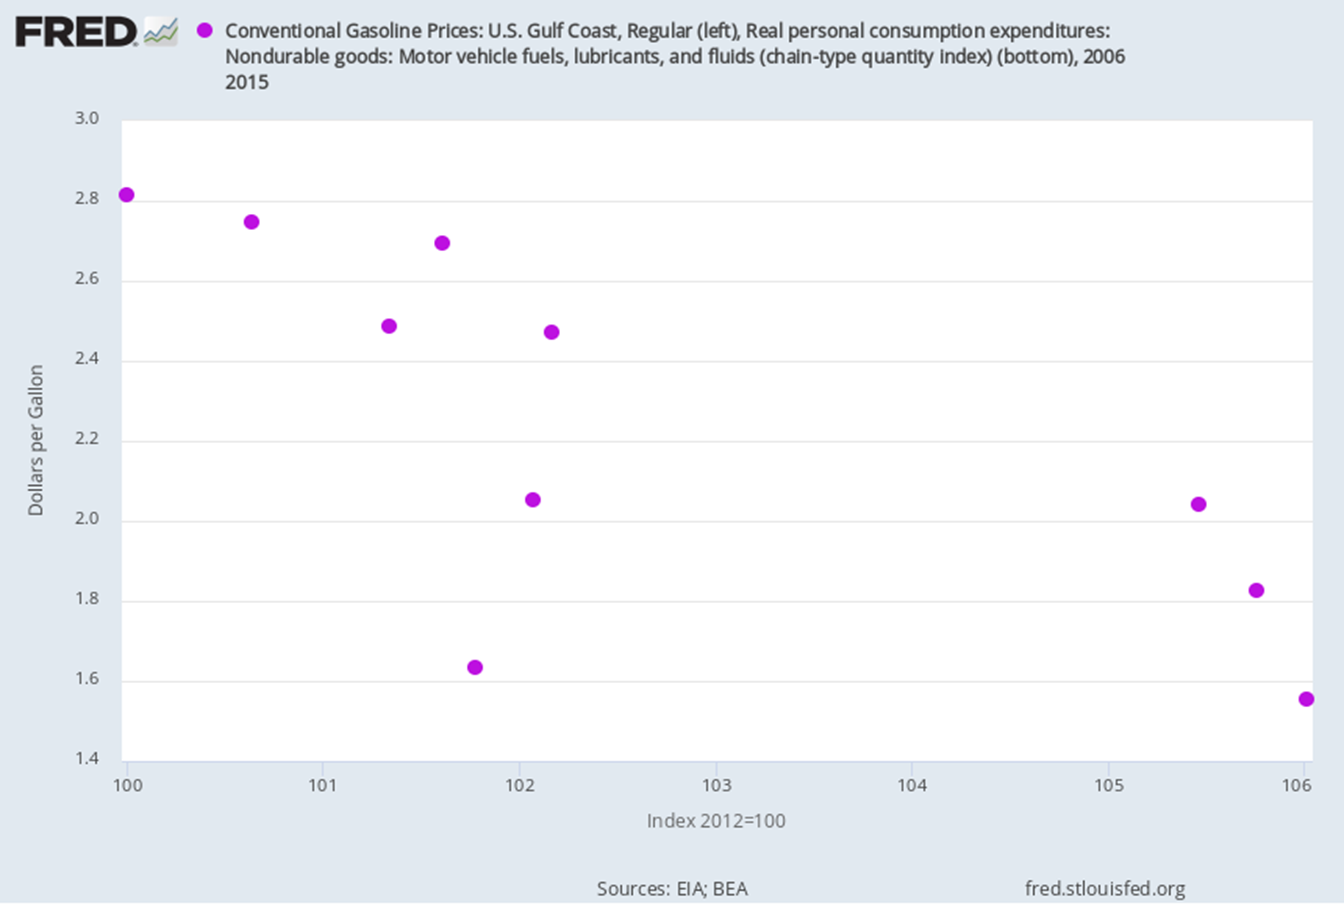 FRED
Conventional Gasoline Prices: U.S. Gulf Coast, Regular (left), Real personal consumption expenditures:
Nondurable goods: Motor vehicle fuels, lubricants, and fluids (chain-type quantity index) (bottom), 2006
2015
3.0
2.8
2.6
2.4
2.2
2.0
1.8
1.6
1.4
Dollars per Gallon
100 101 102 103 104 105 106
Index 2012=100
Sources: EIA; BEA fred.stlouisfed.org